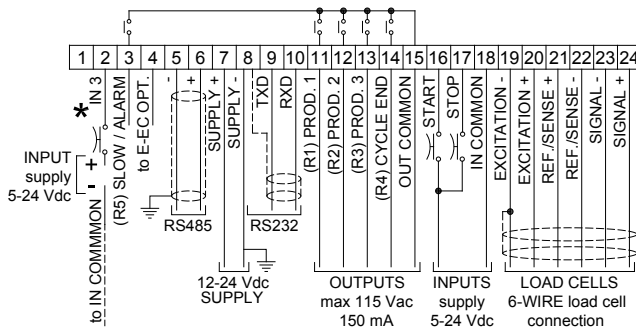 1 2 3 4 5 6 7 8 9 10 11 12 13 14 15 16 17 18 19 20 21 22 23 24
*
IN 3
(R5) SLOW / ALARM
to E-EC OPT.
-
+
SUPPLY +
SUPPLY -
TXD
RXD
(R1) PROD. 1
(R2) PROD. 2
(R3) PROD. 3
(R4) CYCLE END
OUT COMMON
START
STOP
IN COMMON
EXCITATION -
EXCITATION +
REF./SENSE +
REF./SENSE -
SIGNAL -
SIGNAL +
INPUT
supply
5-24 Vdc
+
-
to IN COMMMON
RS485
RS232
12-24 Vdc
SUPPLY
OUTPUTS
max 115 Vac
150 mA
INPUTS
supply
5-24 Vdc
LOAD CELLS
6-WIRE load cell
connection